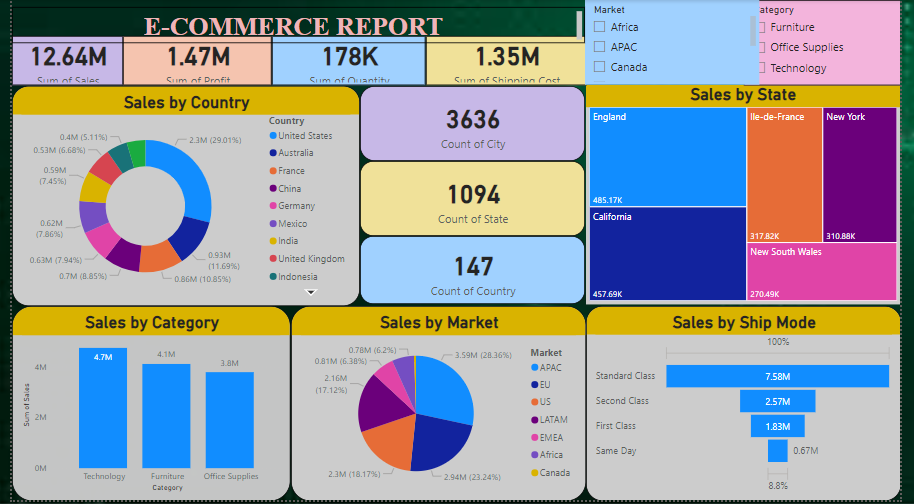 E-COMMERCE REPORT
12.64M
Sum of Sales
1.47M
Sum of Profit
178K
Sum of Quantity
1.35M
Sum of Shipping Cost
Market
Africa
APAC
Canada
ategory
Furniture
Office Supplies
Technology
Sales by Country
2.3M (29.01%)
0.93M
(11.69%)
0.86M (10.85%)
0.7M (8.85%)
0.63M (7.94%)
0.62M
(7.86%)
0.59M
(7.45%)
0.53M (6.68%)
0.4M (5.11%)
Country
United States
Australia
France
China
Germany
Mexico
India
United Kingdom
Indonesia
3636
Count of City
1094
Count of State
147
Count of Country
Sales by State
England
485.17K
California
457.69K
Ile-de-France
317.82K
New York
310.88K
New South Wales
270.49K
Sales by Category
Sum of Sales
4M
2M
0M
4.7M
4.1M
3.8M
Technology
Furniture
Office Supplies
Category
Sales by Market
3.59M (28.36%)
2.94M (23.24%)
2.3M (18.17%)
2.16M
(17.12%)
0.81M (6.38%)
0.78M (6.2%)
Market
APAC
EU
US
LATAM
EMEA
Africa
Canada
Sales by Ship Mode
100%
Standard Class
7.58M
Second Class
2.57M
First Class
1.83M
Same Day
0.67M
8.8%